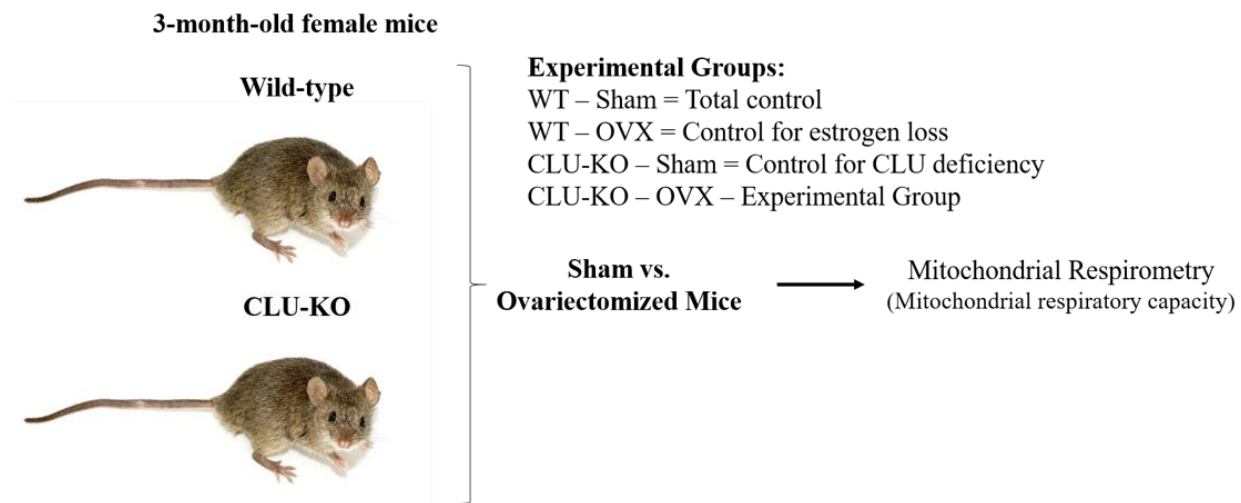 3-month-old female mice
Wild-type
CLU-KO
Experimental Groups:
WT – Sham = Total control
WT – OVX = Control for estrogen loss
CLU-KO – Sham = Control for CLU deficiency
CLU-KO – OVX – Experimental Group
Sham vs.
Ovariectomized Mice
Mitochondrial Respirometry
(Mitochondrial respiratory capacity)